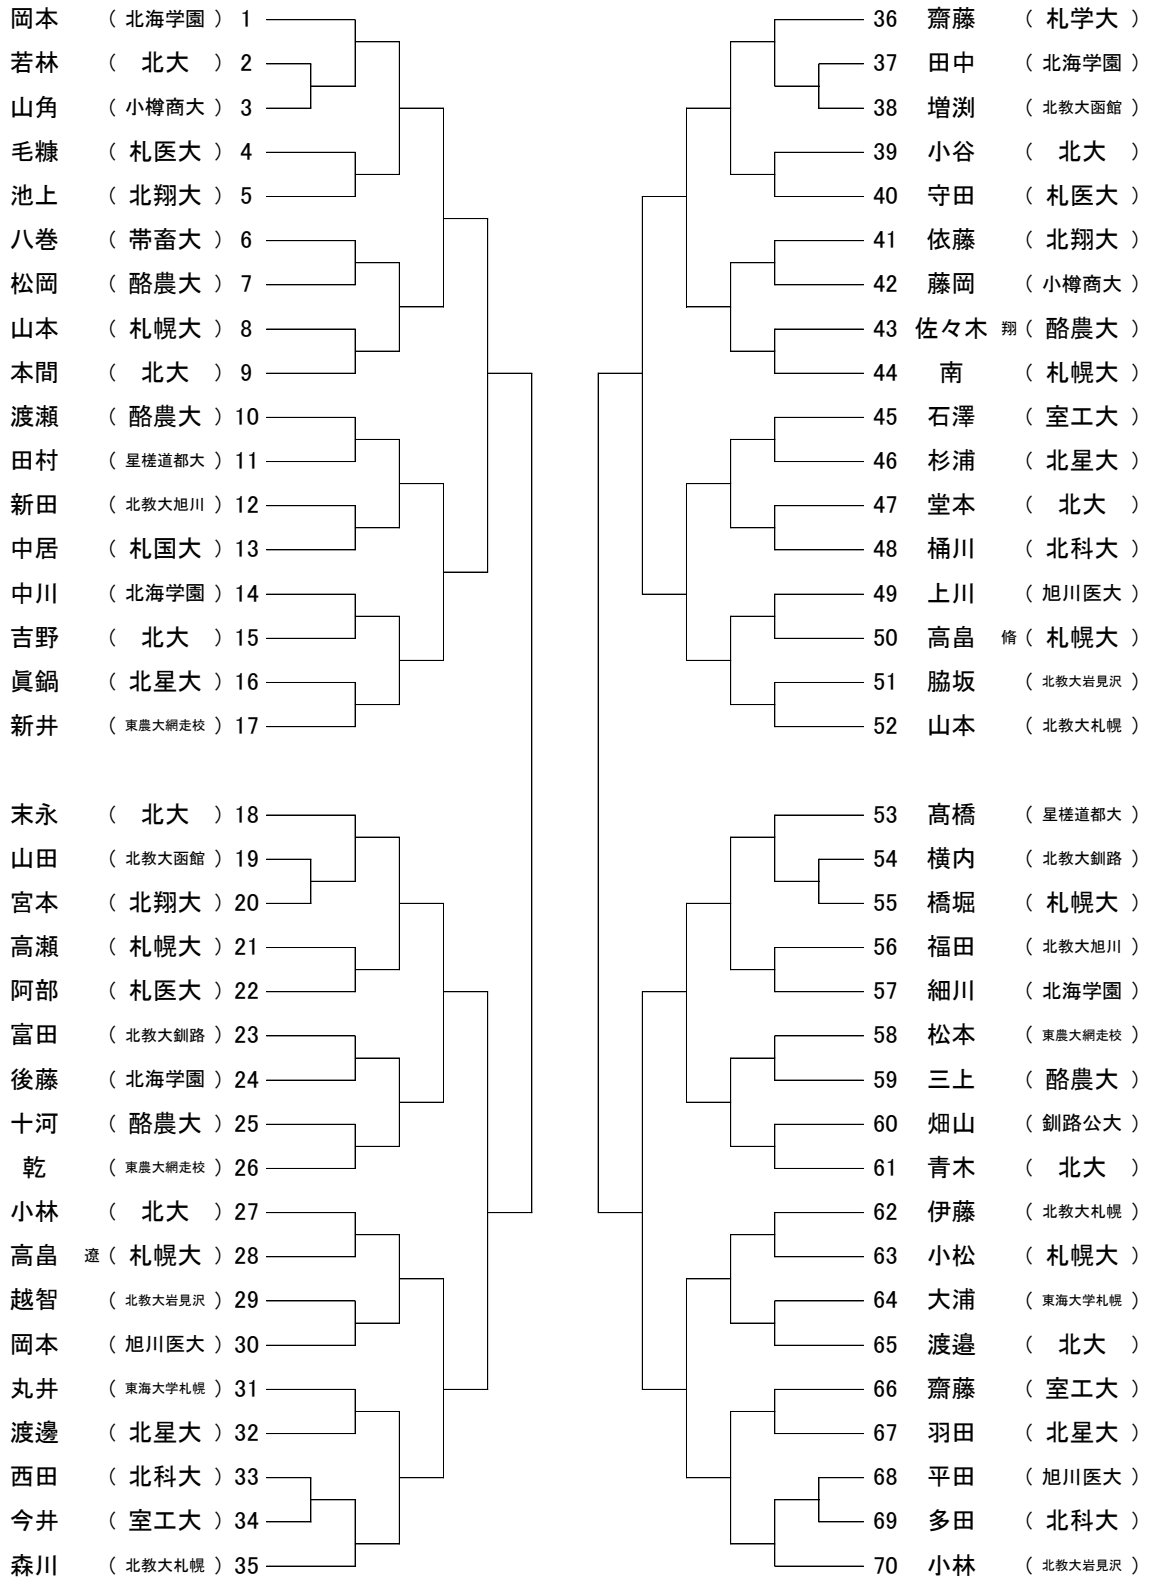 岡本 ( 北海学園 ) 1
若林 ( 北大 ) 2
山角 ( 小樽商大 ) 3
毛糠 ( 札医大 ) 4
池上 ( 北翔大 ) 5
八巻 ( 帯畜大 ) 6
松岡 ( 酪農大 ) 7
山本 ( 札幌大 ) 8
本間 ( 北大 ) 9
渡瀬 ( 酪農大 ) 10
田村 ( 星槎道都大 ) 11
新田 ( 北教大旭川 ) 12
中居 ( 札国大 ) 13
中川 ( 北海学園 ) 14
吉野 ( 北大 ) 15
眞鍋 ( 北星大 ) 16
新井 ( 東農大網走校 ) 17
末永 ( 北大 ) 18
山田 ( 北教大函館 ) 19
宮本 ( 北翔大 ) 20
高瀬 ( 札幌大 ) 21
阿部 ( 札医大 ) 22
富田 ( 北教大釧路 ) 23
後藤 ( 北海学園 ) 24
十河 ( 酪農大 ) 25
乾 ( 東農大網走校 ) 26
小林 ( 北大 ) 27
高畠 遼 ( 札幌大 ) 28
越智 ( 北教大岩見沢 ) 29
岡本 ( 旭川医大 ) 30
丸井 ( 東海大学札幌 ) 31
渡邊 ( 北星大 ) 32
西田 ( 北科大 ) 33
今井 ( 室工大 ) 34
森川 ( 北教大札幌 ) 35
36 齋藤 ( 札学大 )
37 田中 ( 北海学園 )
38 増渕 ( 北教大函館 )
39 小谷 ( 北大 )
40 守田 ( 札医大 )
41 依藤 ( 北翔大 )
42 藤岡 ( 小樽商大 )
43 佐々木 翔 ( 酪農大 )
44 南 ( 札幌大 )
45 石澤 ( 室工大 )
46 杉浦 ( 北星大 )
47 堂本 ( 北大 )
48 桶川 ( 北科大 )
49 上川 ( 旭川医大 )
50 高畠 脩 ( 札幌大 )
51 脇坂 ( 北教大岩見沢 )
52 山本 ( 北教大札幌 )
53 髙橋 ( 星槎道都大 )
54 横内 ( 北教大釧路 )
55 橋堀 ( 札幌大 )
56 福田 ( 北教大旭川 )
57 細川 ( 北海学園 )
58 松本 ( 東農大網走校 )
59 三上 ( 酪農大 )
60 畑山 ( 釧路公大 )
61 青木 ( 北大 )
62 伊藤 ( 北教大札幌 )
63 小松 ( 札幌大 )
64 大浦 ( 東海大学札幌 )
65 渡邉 ( 北大 )
66 齋藤 ( 室工大 )
67 羽田 ( 北星大 )
68 平田 ( 旭川医大 )
69 多田 ( 北科大 )
70 小林 ( 北教大岩見沢 )